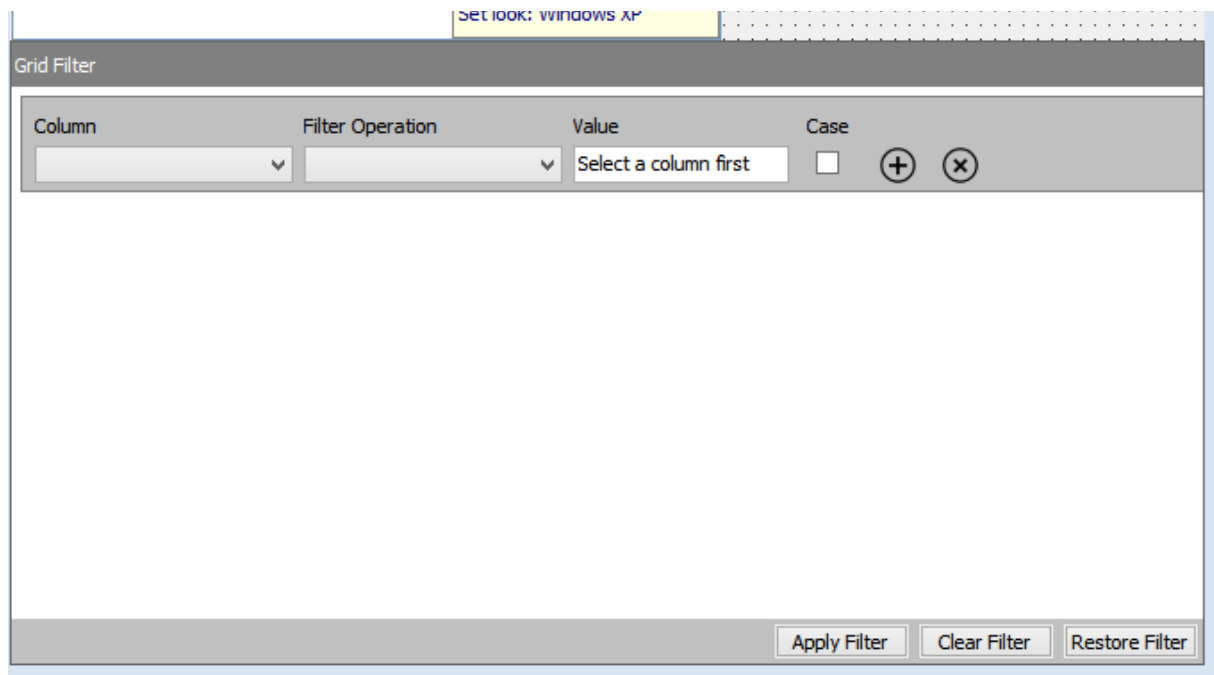 Set look: Windows XP
Grid Filter
Column Filter Operation Value Case
Select a column first
Apply Filter Clear Filter Restore Filter